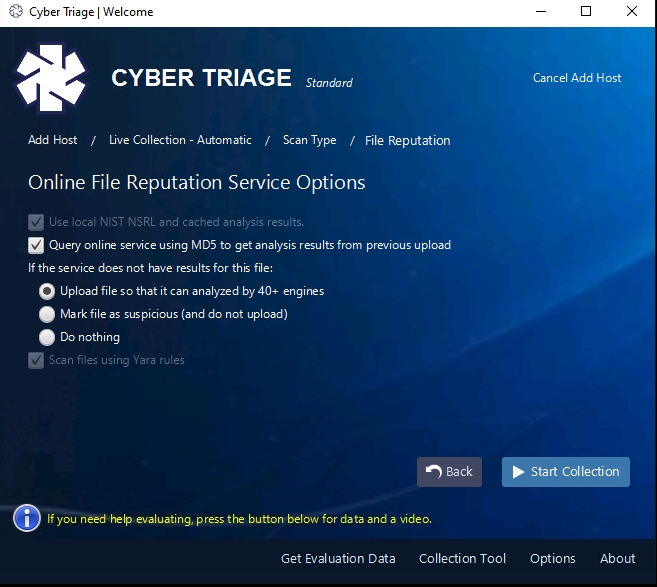 Cyber Triage | Welcome
CYBER TRIAGE Standard
Cancel Add Host
Add Host / Live Collection - Automatic / Scan Type / File Reputation
Online File Reputation Service Options
Use local NIST NSRL and cached analysis results.
Query online service using MD5 to get analysis results from previous upload
If the service does not have results for this file:
Upload file so that it can analyzed by 40+ engines
Mark file as suspicious (and do not upload)
Do nothing
Scan files using Yara rules
Back
Start Collection
If you need help evaluating, press the button below for data and a video.
Get Evaluation Data Collection Tool Options About